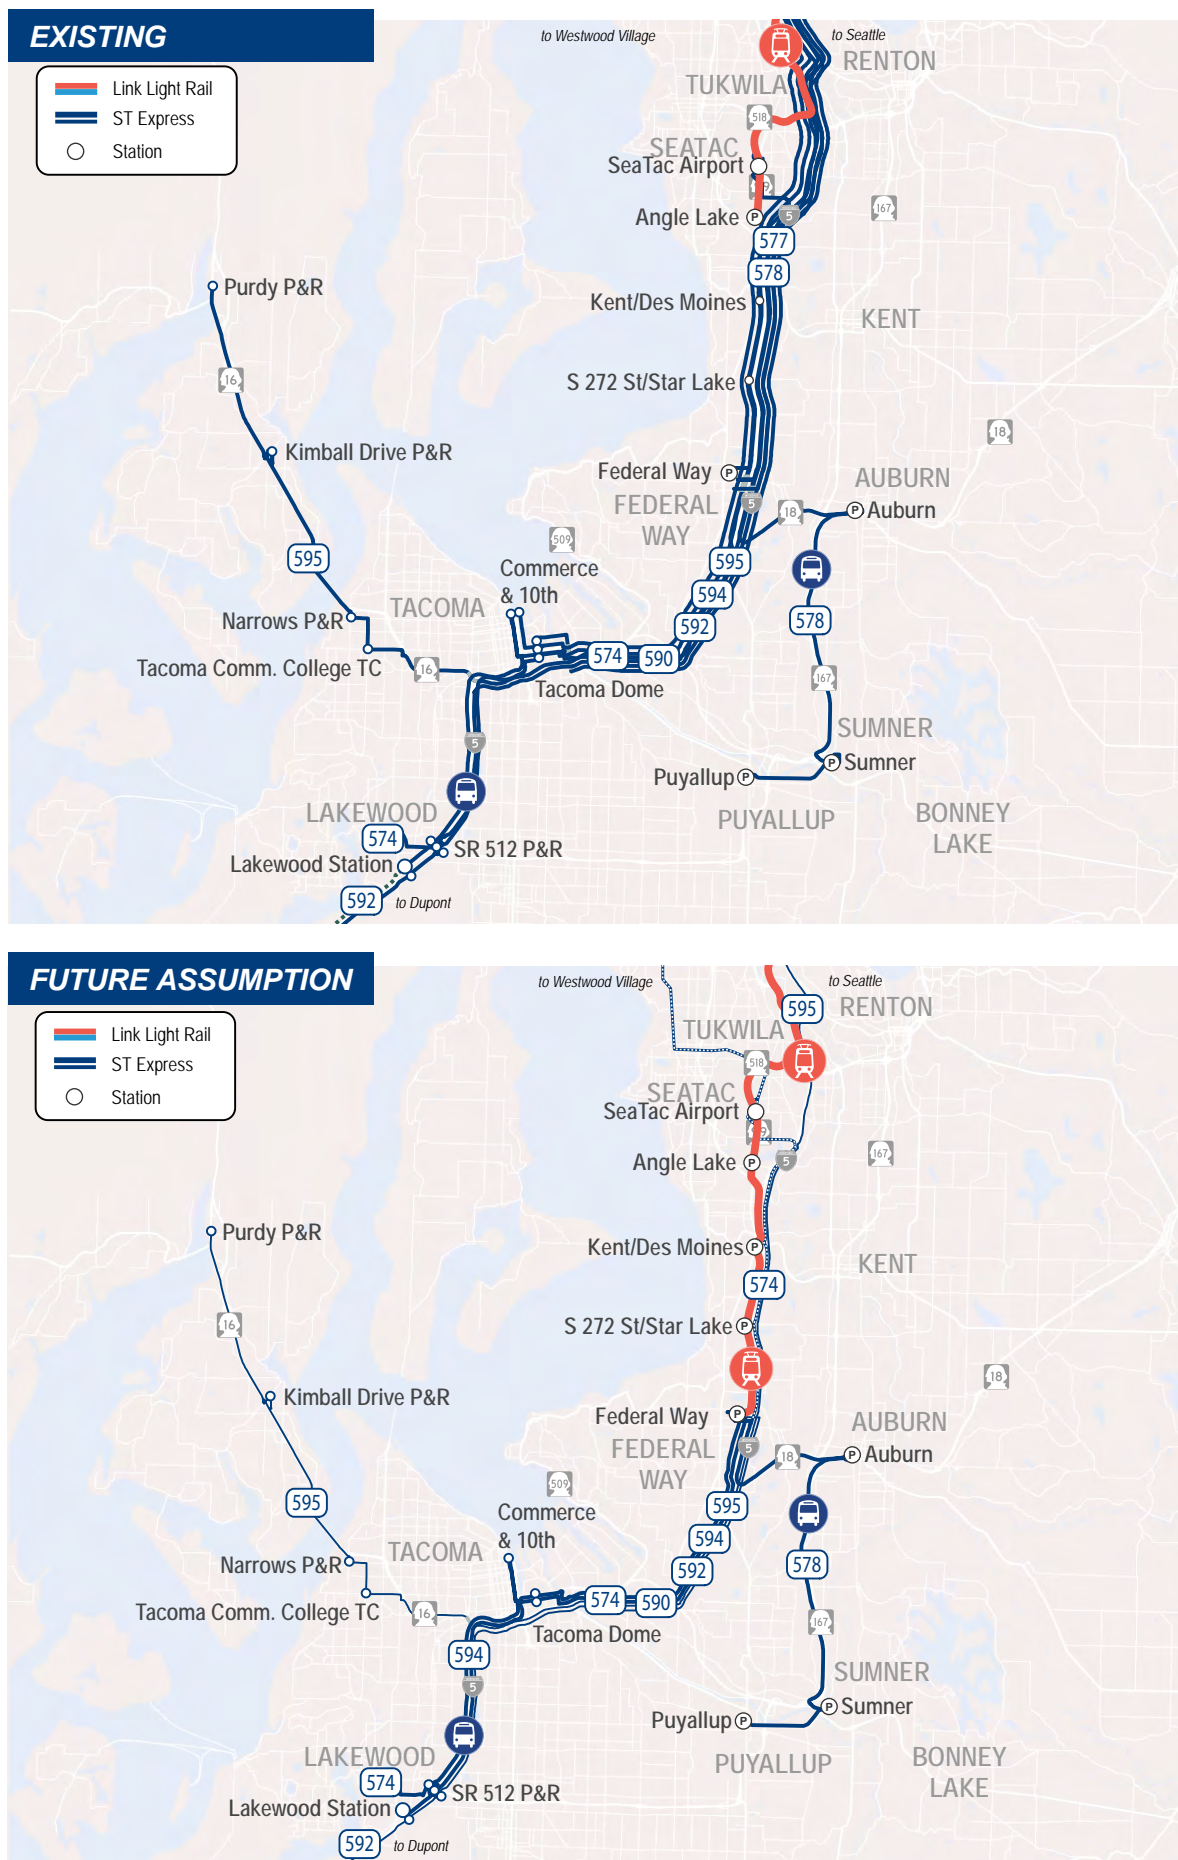 EXISTING
Link Light Rail
ST Express
Station
to Westwood Village
to Seattle
RENTON
TUKWILA
518
SEATAC
SeaTac Airport
Angle Lake
P
5
167
577
578
Kent/Des Moines
KENT
S 272 St/Star Lake
Purdy P&R
16
18
Kimball Drive P&R
Federal Way
P
FEDERAL
WAY
5
18
AUBURN
P
Auburn
509
595
Commerce
& 10th
595
594
592
578
TACOMA
Narrows P&R
Tacoma Comm. College TC
16
574
590
Tacoma Dome
167
5
SUMNER
P
Sumner
Puyallup
P
PUYALLUP
BONNEY
LAKE
LAKEWOOD
574
SR 512 P&R
Lakewood Station
592
to Dupont
FUTURE ASSUMPTION
Link Light Rail
ST Express
Station
to Westwood Village
to Seattle
595
RENTON
TUKWILA
518
SEATAC
SeaTac Airport
Angle Lake
P
5
167
Kent/Des Moines
P
KENT
574
S 272 St/Star Lake
P
Purdy P&R
16
18
Kimball Drive P&R
Federal Way
P
FEDERAL
WAY
5
18
AUBURN
P
Auburn
509
595
Commerce
& 10th
595
594
592
578
TACOMA
Narrows P&R
Tacoma Comm. College TC
16
574
590
Tacoma Dome
167
594
5
SUMNER
P
Sumner
Puyallup
P
PUYALLUP
BONNEY
LAKE
LAKEWOOD
574
SR 512 P&R
Lakewood Station
592
to Dupont